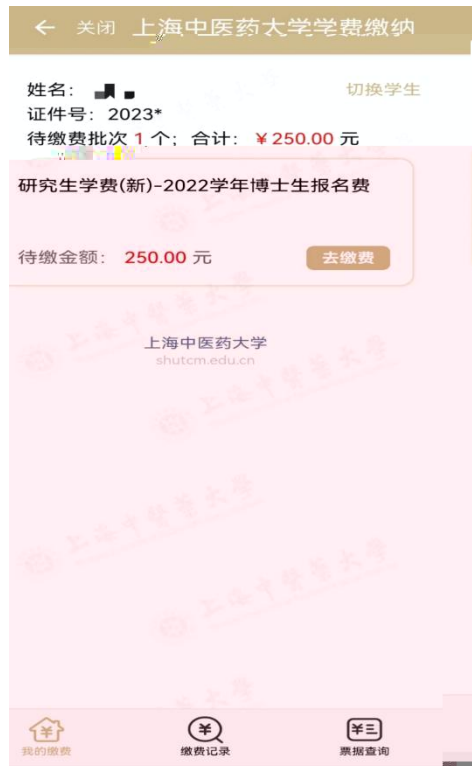 ← 关闭 上海中医药大学学费缴纳
姓名： 切换学生
证件号：2023*
待缴费批次 1 个；合计：￥250.00 元
研究生学费(新)-2022学年博士生报名费
待缴金额：250.00 元 去缴费
上海中医药大学
shutcm.edu.cn
我的缴费 缴费记录 票据查询